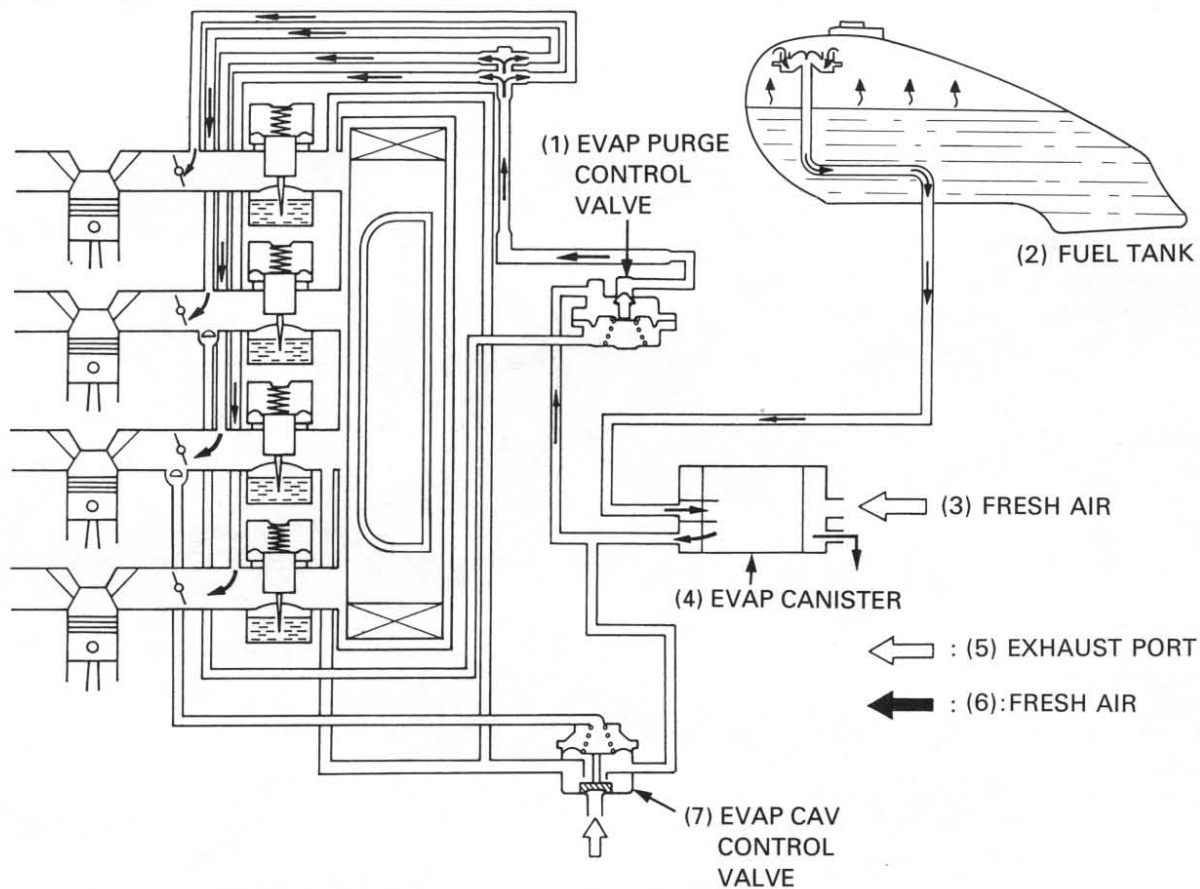 (1) EVAP PURGE
CONTROL
VALVE
(2) FUEL TANK
(3) FRESH AIR
(4) EVAP CANISTER
: (5) EXHAUST PORT
: (6):FRESH AIR
(7) EVAP CAV
CONTROL
VALVE